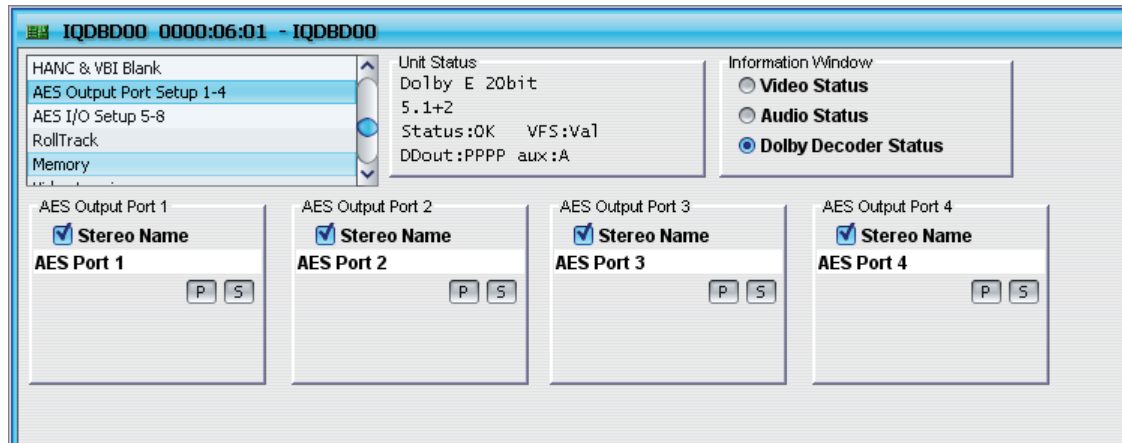 IQDBD00 0000:06:01 - IQDBD00
HANC & VBI Blank
AES Output Port Setup 1-4
AES I/O Setup 5-8
RollTrack
Memory
Unit Status
Dolby E 20bit
5.1+2
Status:OK VFS:Val
DDout:PPPP aux:A
Information Window
Video Status
Audio Status
Dolby Decoder Status
AES Output Port 1
Stereo Name
AES Port 1
P S
AES Output Port 2
Stereo Name
AES Port 2
P S
AES Output Port 3
Stereo Name
AES Port 3
P S
AES Output Port 4
Stereo Name
AES Port 4
P S